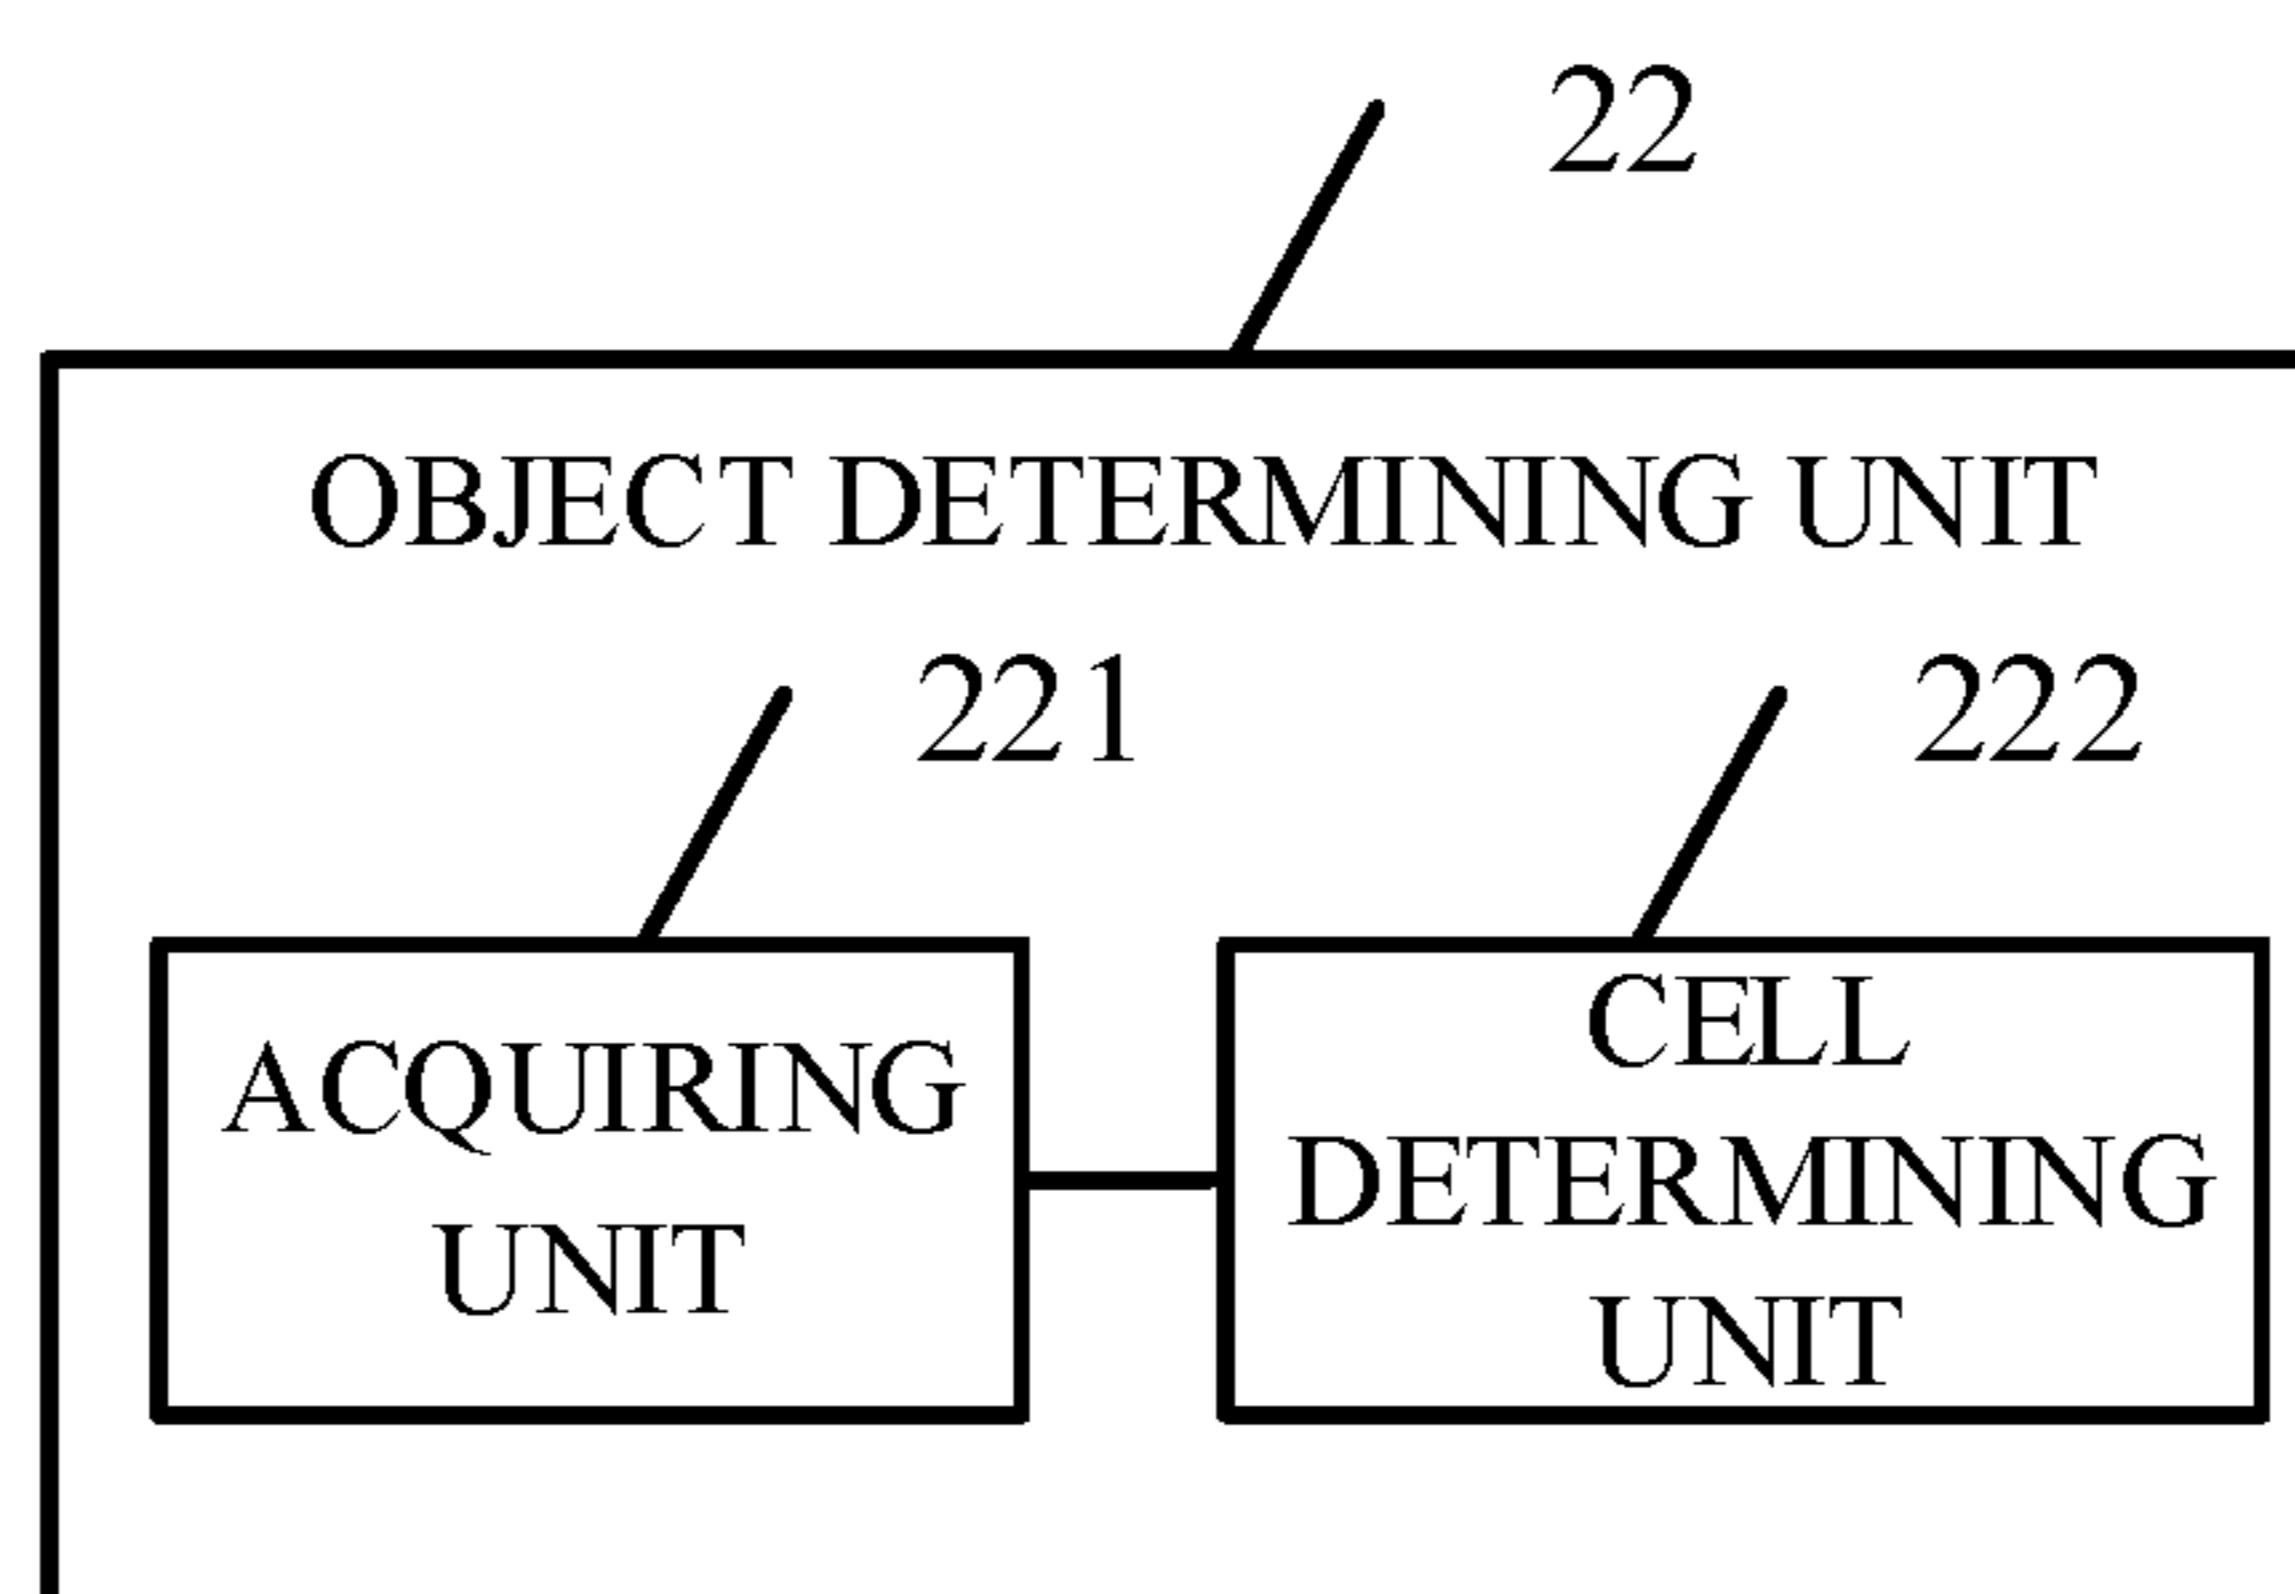 22
OBJECT DETERMINING UNIT
221
222
ACQUIRING
UNIT
CELL
DETERMINING
UNIT